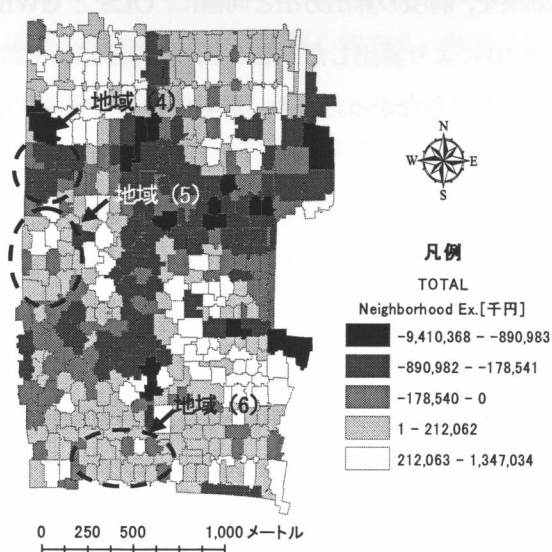 地域（4）
地域（5）
地域（6）
N
W
E
S
凡例
TOTAL
Neighborhood Ex.[千円]
-9,410,368 - -890,983
-890,982 - -178,541
-178,540 - 0
1 - 212,062
212,063 - 1,347,034
0 250 500 1,000 メートル